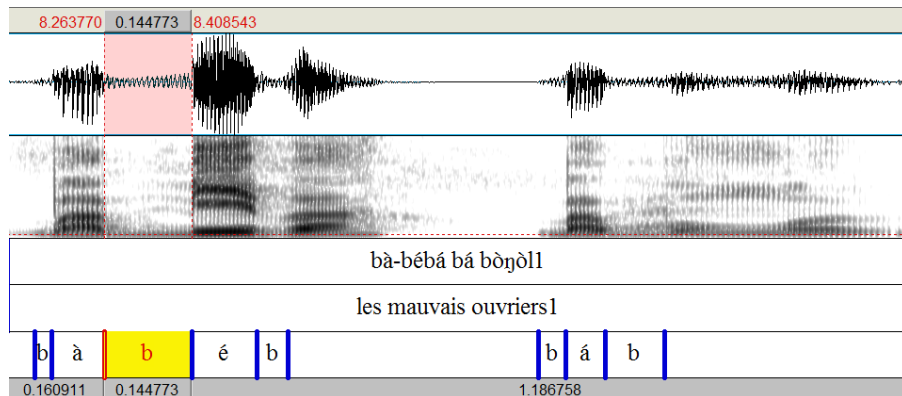 8.263770 0.144773 8.408543
bà-bébá bá bòŋòl1
les mauvais ouvriers1
b à b é b b á b
0.160911 0.144773 1.186758